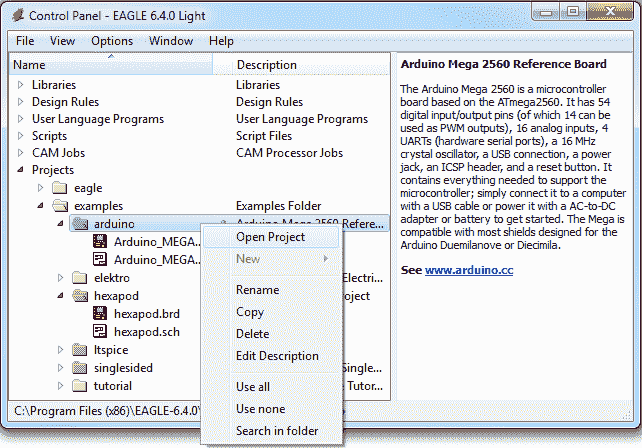 Control Panel - EAGLE 6.4.0 Light
File View Options Window Help
Name Description
Libraries Libraries
Design Rules Design Rules
User Language Programs User Language Programs
Scripts Script Files
CAM Jobs CAM Processor Jobs
Projects
eagle
examples Examples Folder
arduino Arduino Mega 2560 Refere...
Arduino_MEGA...
Arduino_MEGA...
elektro Electri...
hexapod roject
hexapod.brd
hexapod.sch
ltspice
singlesided Single...
tutorial Tutor...
C:\Program Files (x86)\EAGLE-6.4.0\
Open Project
New
Rename
Copy
Delete
Edit Description
Use all
Use none
Search in folder
Arduino Mega 2560 Reference Board
The Arduino Mega 2560 is a microcontroller
board based on the ATmega2560. It has 54
digital input/output pins (of which 14 can be
used as PWM outputs), 16 analog inputs, 4
UARTs (hardware serial ports), a 16 MHz
crystal oscillator, a USB connection, a power
jack, an ICSP header, and a reset button. It
contains everything needed to support the
microcontroller; simply connect it to a computer
with a USB cable or power it with a AC-to-DC
adapter or battery to get started. The Mega is
compatible with most shields designed for the
Arduino Duemilanove or Diecimila.
See www.arduino.cc